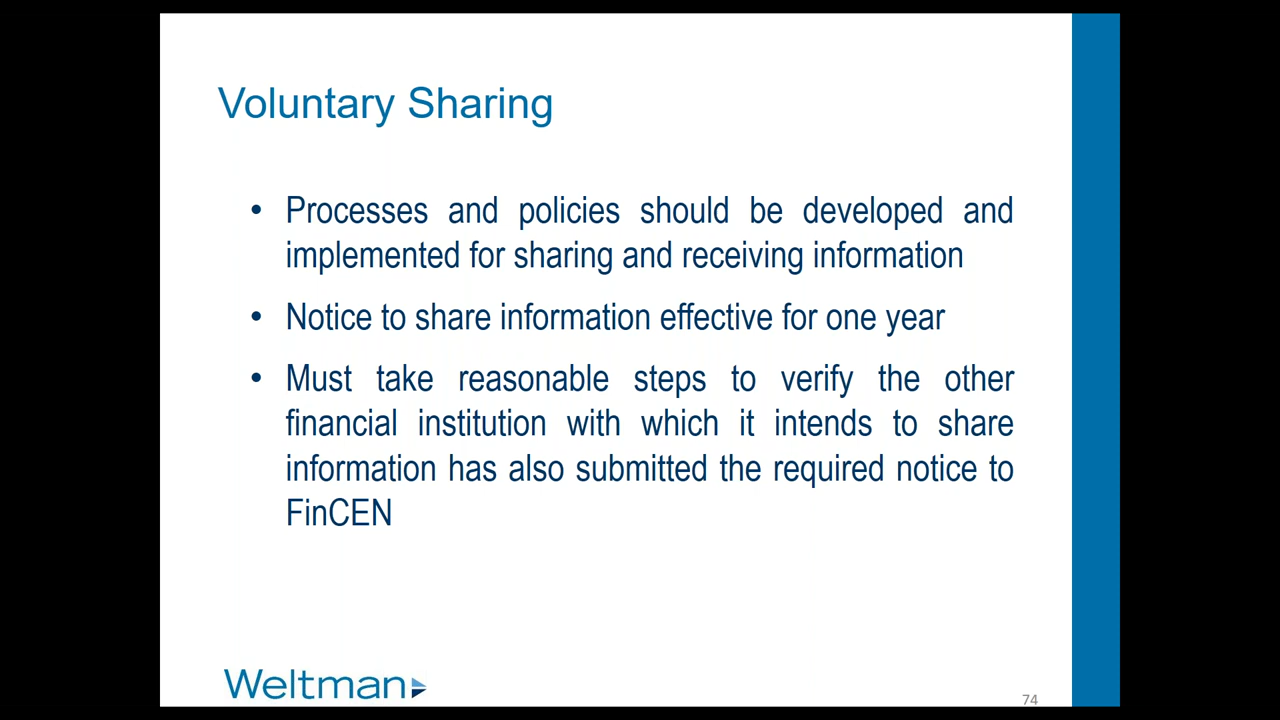 Voluntary Sharing
• Processes and policies should be developed and
implemented for sharing and receiving information
• Notice to share information effective for one year
• Must take reasonable steps to verify the other
financial institution with which it intends to share
information has also submitted the required notice to
FinCEN
Weltman
74